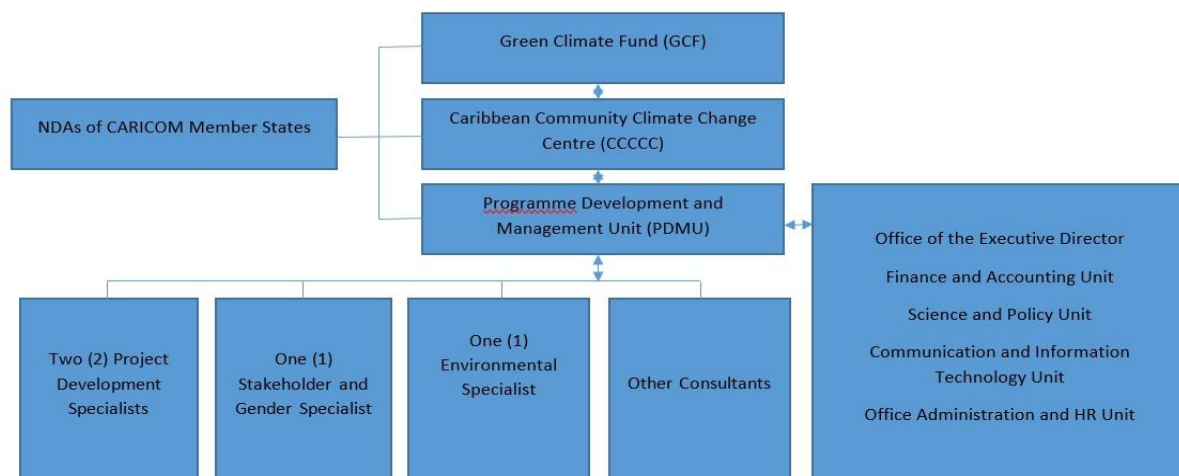 Green Climate Fund (GCF)
NDAs of CARICOM Member States
Caribbean Community Climate Change
Centre (CCCCC)
Programme Development and
Management Unit (PDMU)
Office of the Executive Director
Finance and Accounting Unit
Science and Policy Unit
Communication and Information
Technology Unit
Office Administration and HR Unit
Two (2) Project
Development
Specialists
One (1)
Stakeholder and
Gender Specialist
One (1)
Environmental
Specialist
Other Consultants